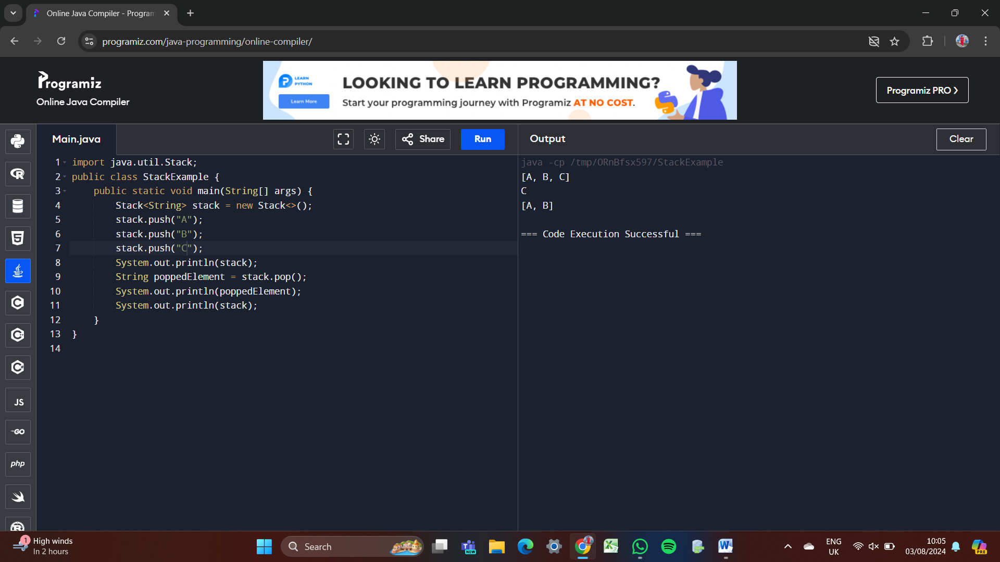 Online Java Compiler - Program
programiz.com/java-programming/online-compiler/
Programiz
Online Java Compiler
LEARN
PYTHON
Learn More
LOOKING TO LEARN PROGRAMMING?
Start your programming journey with Programiz AT NO COST.
Programiz PRO
Main.java
Share
Run
Output
Clear
1 import java.util.Stack;
2 public class StackExample {
3 public static void main(String[] args) {
4 Stack<String> stack = new Stack<>();
5 stack.push("A");
6 stack.push("B");
7 stack.push("C");
8 System.out.println(stack);
9 String poppedElement = stack.pop();
10 System.out.println(poppedElement);
11 System.out.println(stack);
12 }
13 }
14
java -cp /tmp/ORnBfsx597/StackExample
[A, B, C]
C
[A, B]
=== Code Execution Successful ===
R
5
C
C
C
JS
GO
php
R
1
High winds
In 2 hours
Search
T
NEW
X
W
ENG
UK
10:05
03/08/2024
PRE